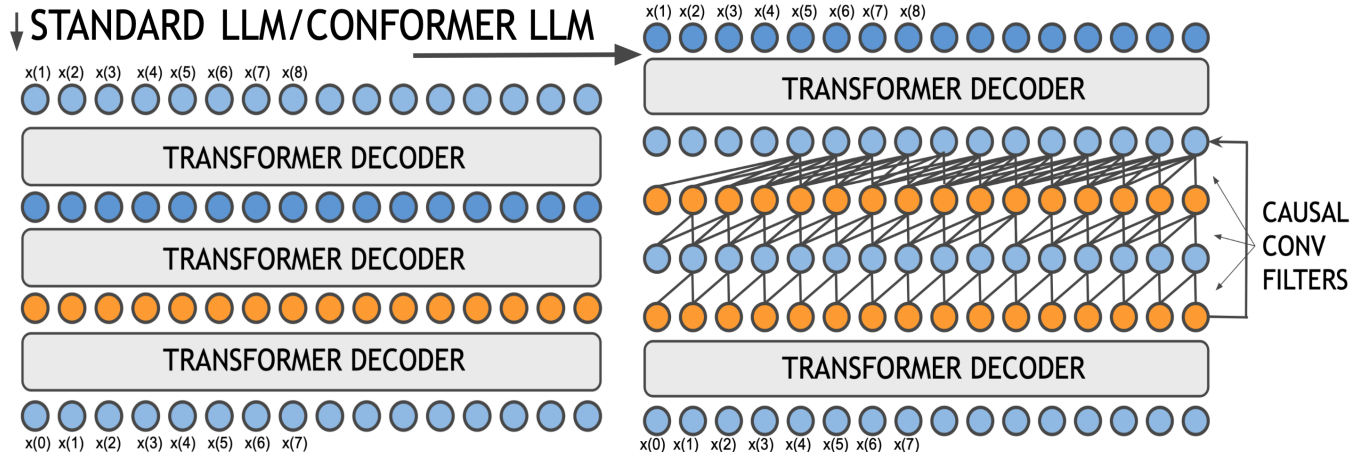 STANDARD LLM/CONFORMER LLM
x(1) x(2) x(3) x(4) x(5) x(6) x(7) x(8)
TRANSFORMER DECODER
TRANSFORMER DECODER
TRANSFORMER DECODER
x(0) x(1) x(2) x(3) x(4) x(5) x(6) x(7)
x(1) x(2) x(3) x(4) x(5) x(6) x(7) x(8)
TRANSFORMER DECODER
CAUSAL
CONV
FILTERS
TRANSFORMER DECODER
x(0) x(1) x(2) x(3) x(4) x(5) x(6) x(7)